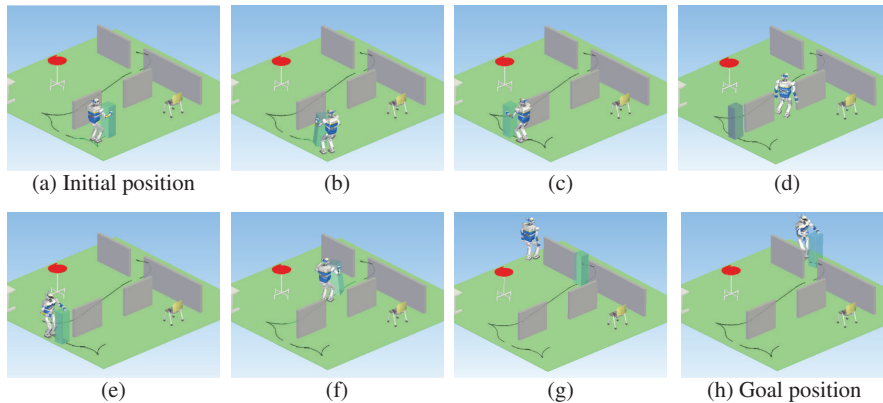 (a) Initial position
(b)
(c)
(d)
(e)
(f)
(g)
(h) Goal position